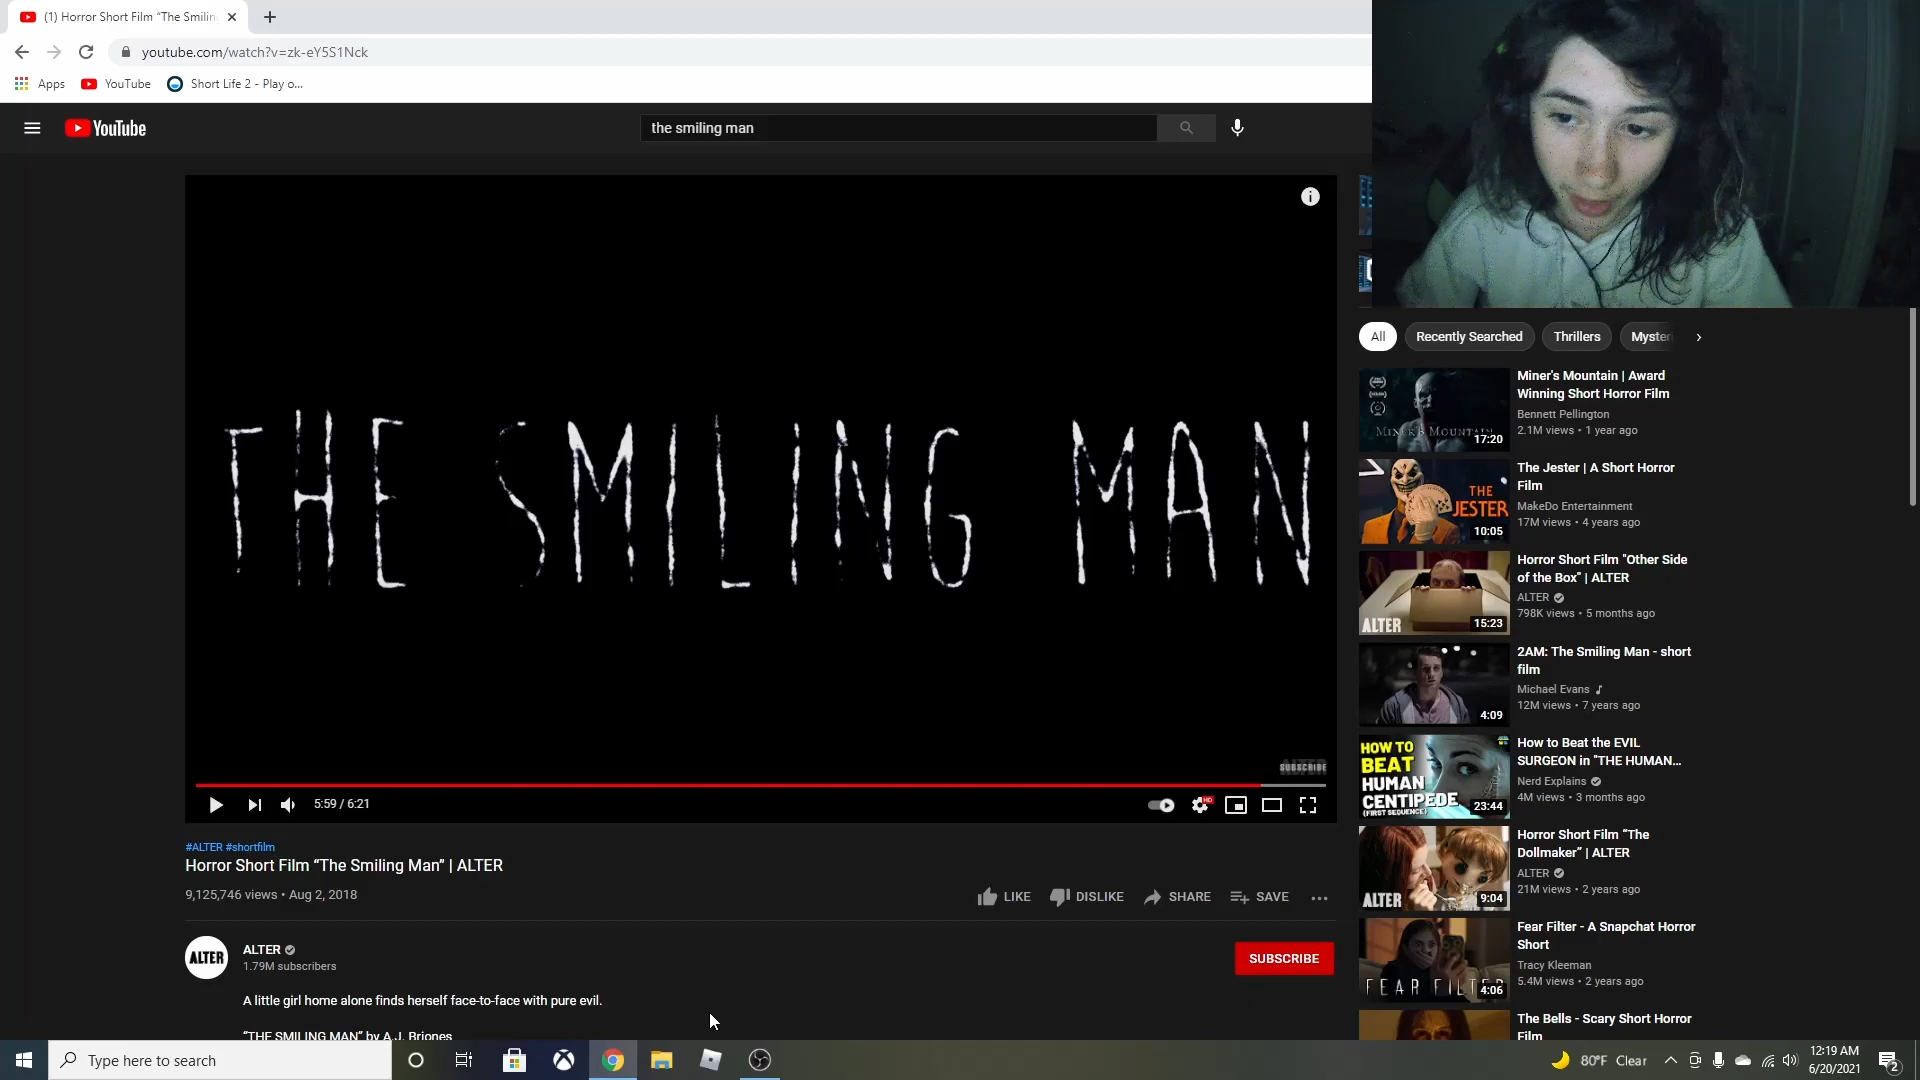 (1) Horror Short Film “The Smilin
youtube.com/watch?v=zk-eY5S1Nck
Apps
YouTube
Short Life 2 - Play o...
YouTube
the smiling man
THE SMILING MAN
SUBSCRIBE
5:59 / 6:21
HD
#ALTER #shortfilm
Horror Short Film “The Smiling Man” | ALTER
9,125,746 views • Aug 2, 2018
LIKE
DISLIKE
SHARE
SAVE
ALTER
ALTER
1.79M subscribers
SUBSCRIBE
A little girl home alone finds herself face-to-face with pure evil.
“THE SMILING MAN” by A.J. Briones
All
Recently Searched
Thrillers
Myster
MINER'S MOUNTAIN
17:20
Miner's Mountain | Award
Winning Short Horror Film
Bennett Pellington
2.1M views • 1 year ago
THE
JESTER
10:05
The Jester | A Short Horror
Film
MakeDo Entertainment
17M views • 4 years ago
ALTER
15:23
Horror Short Film "Other Side
of the Box" | ALTER
ALTER
798K views • 5 months ago
4:09
2AM: The Smiling Man - short
film
Michael Evans
12M views • 7 years ago
HOW TO
BEAT
HUMAN
CENTIPEDE
(FIRST SEQUENCE)
23:44
How to Beat the EVIL
SURGEON in "THE HUMAN...
Nerd Explains
4M views • 3 months ago
ALTER
9:04
Horror Short Film “The
Dollmaker” | ALTER
ALTER
21M views • 2 years ago
FEAR FILTER
4:06
Fear Filter - A Snapchat Horror
Short
Tracy Kleeman
5.4M views • 2 years ago
The Bells - Scary Short Horror
Film
Type here to search
80°F Clear
12:19 AM
6/20/2021
2